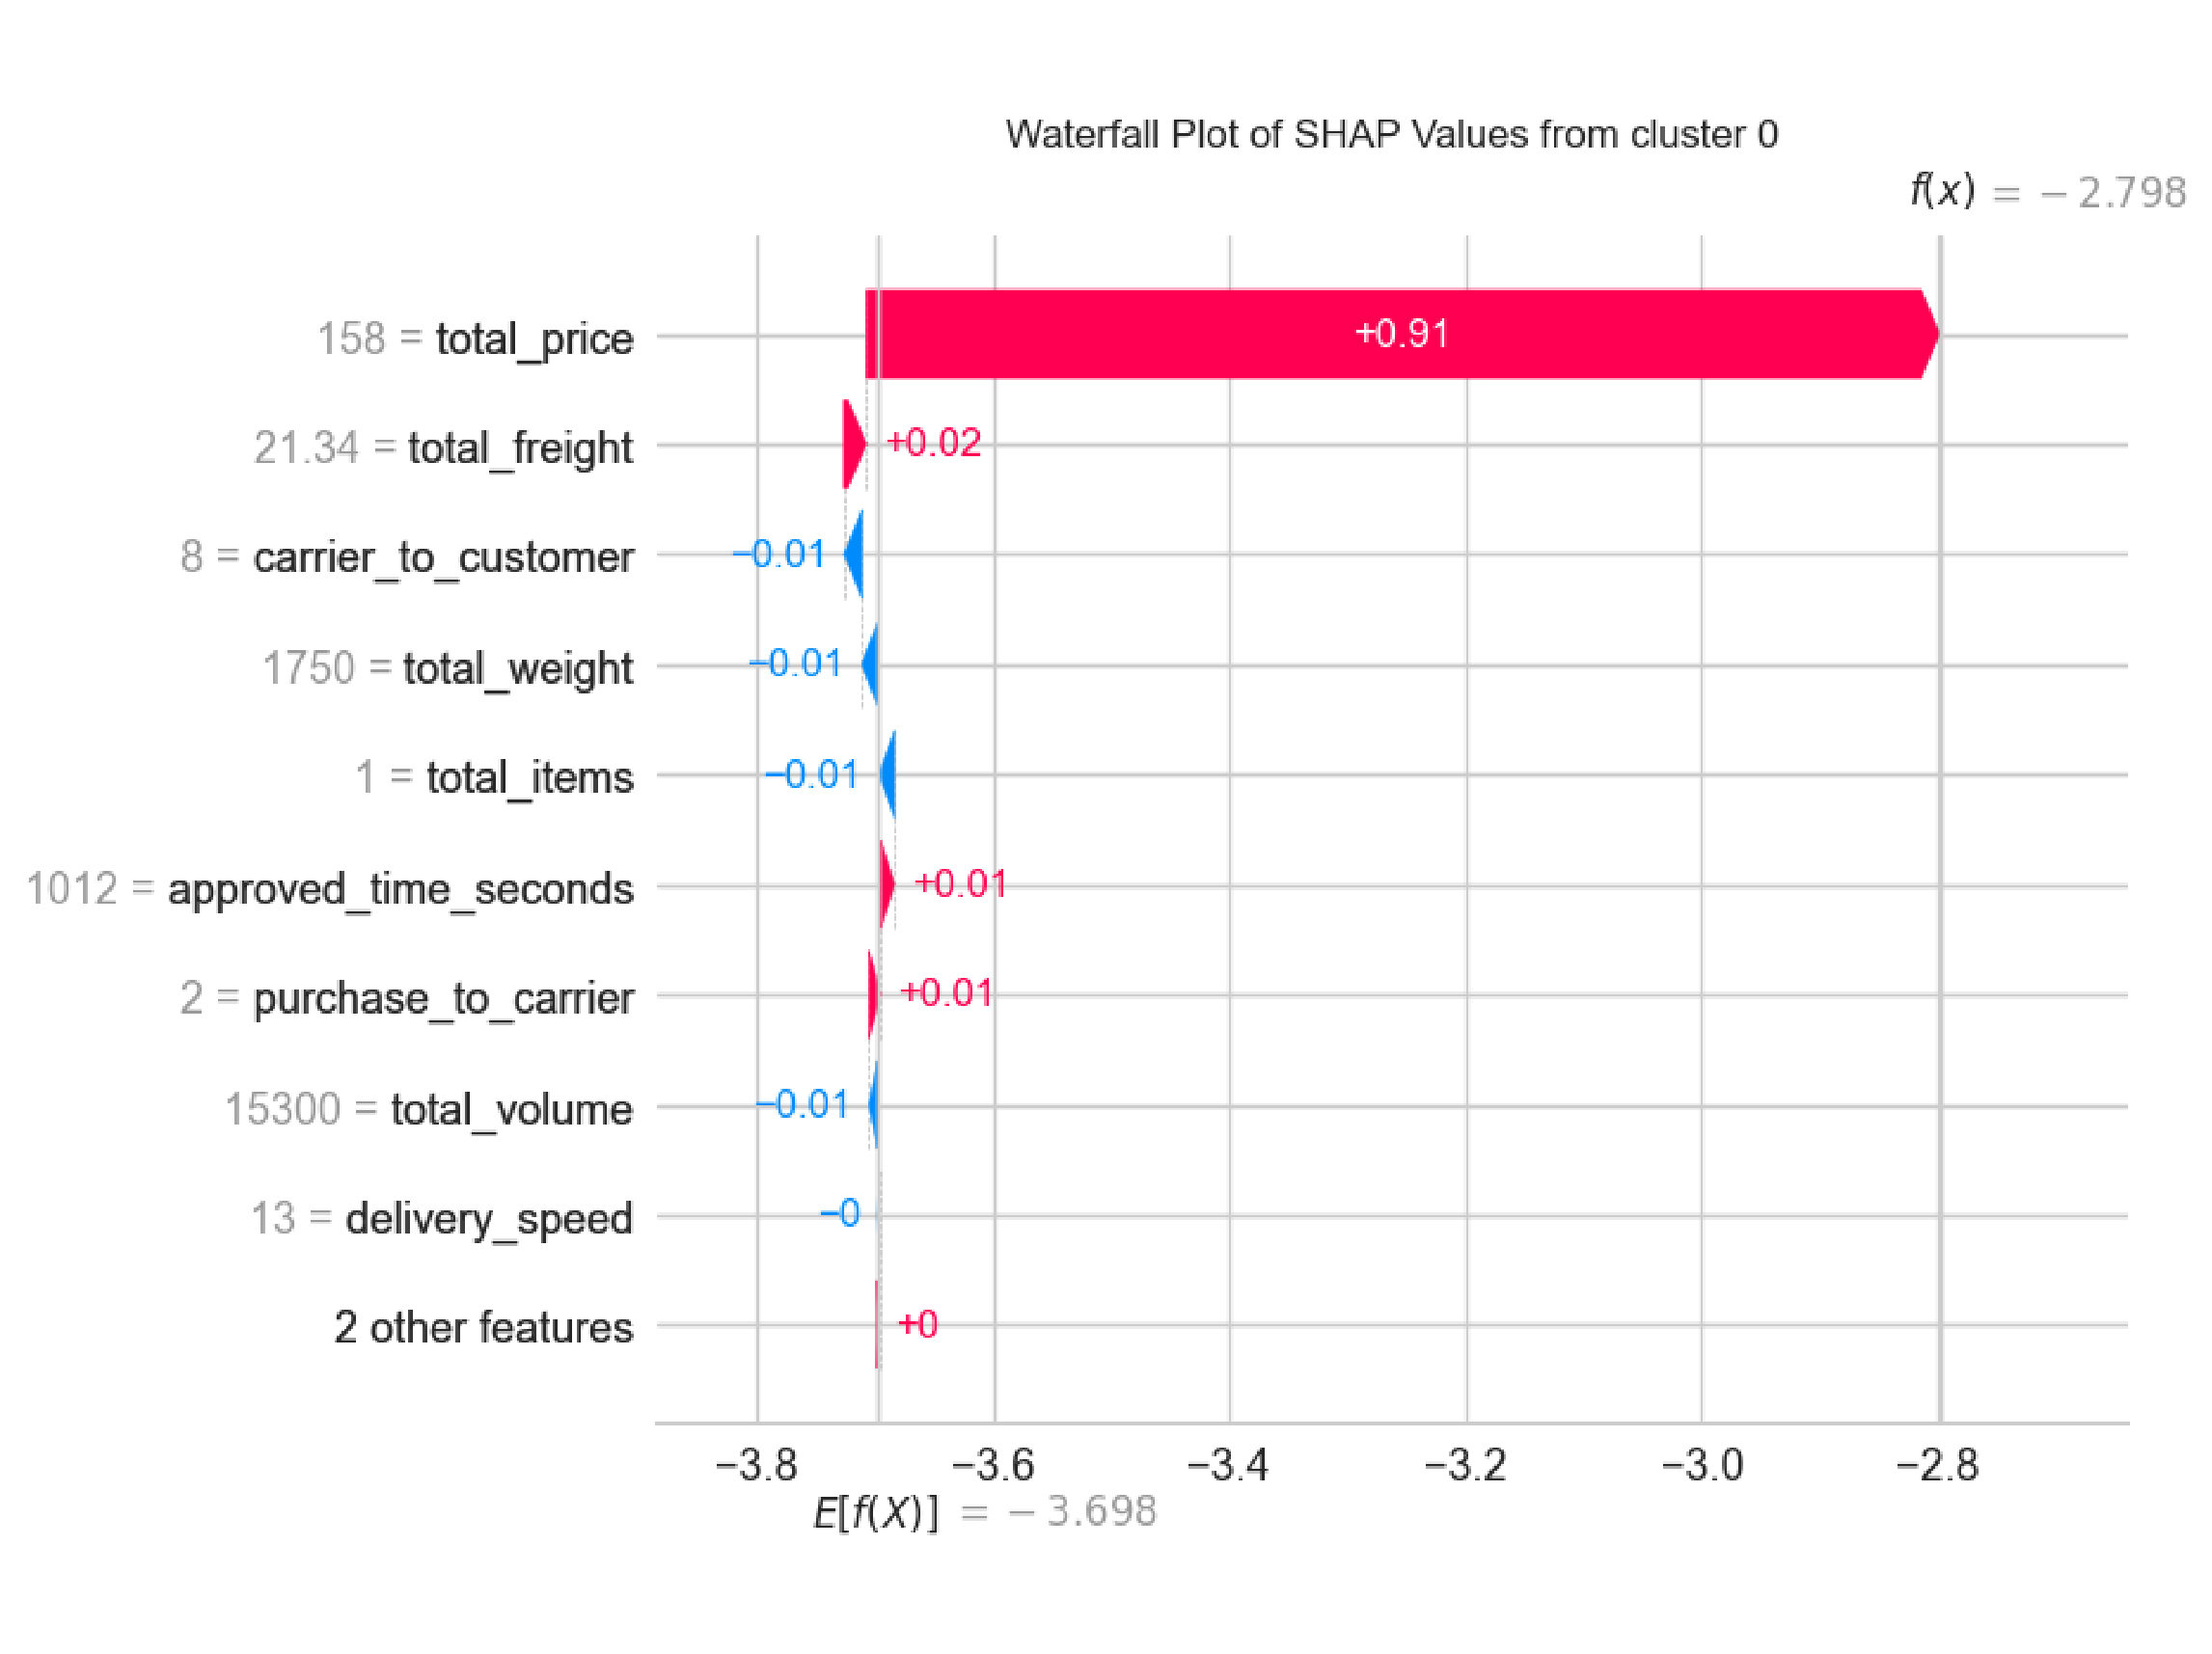 Waterfall Plot of SHAP Values from cluster 0
f(x) = −2.798
158 = total_price
+0.91
21.34 = total_freight
+0.02
8 = carrier_to_customer
−0.01
1750 = total_weight
−0.01
1 = total_items
−0.01
1012 = approved_time_seconds
+0.01
2 = purchase_to_carrier
+0.01
15300 = total_volume
−0.01
13 = delivery_speed
−0
2 other features
+0
−3.8 −3.6 −3.4 −3.2 −3.0 −2.8
E[f(X)] = −3.698